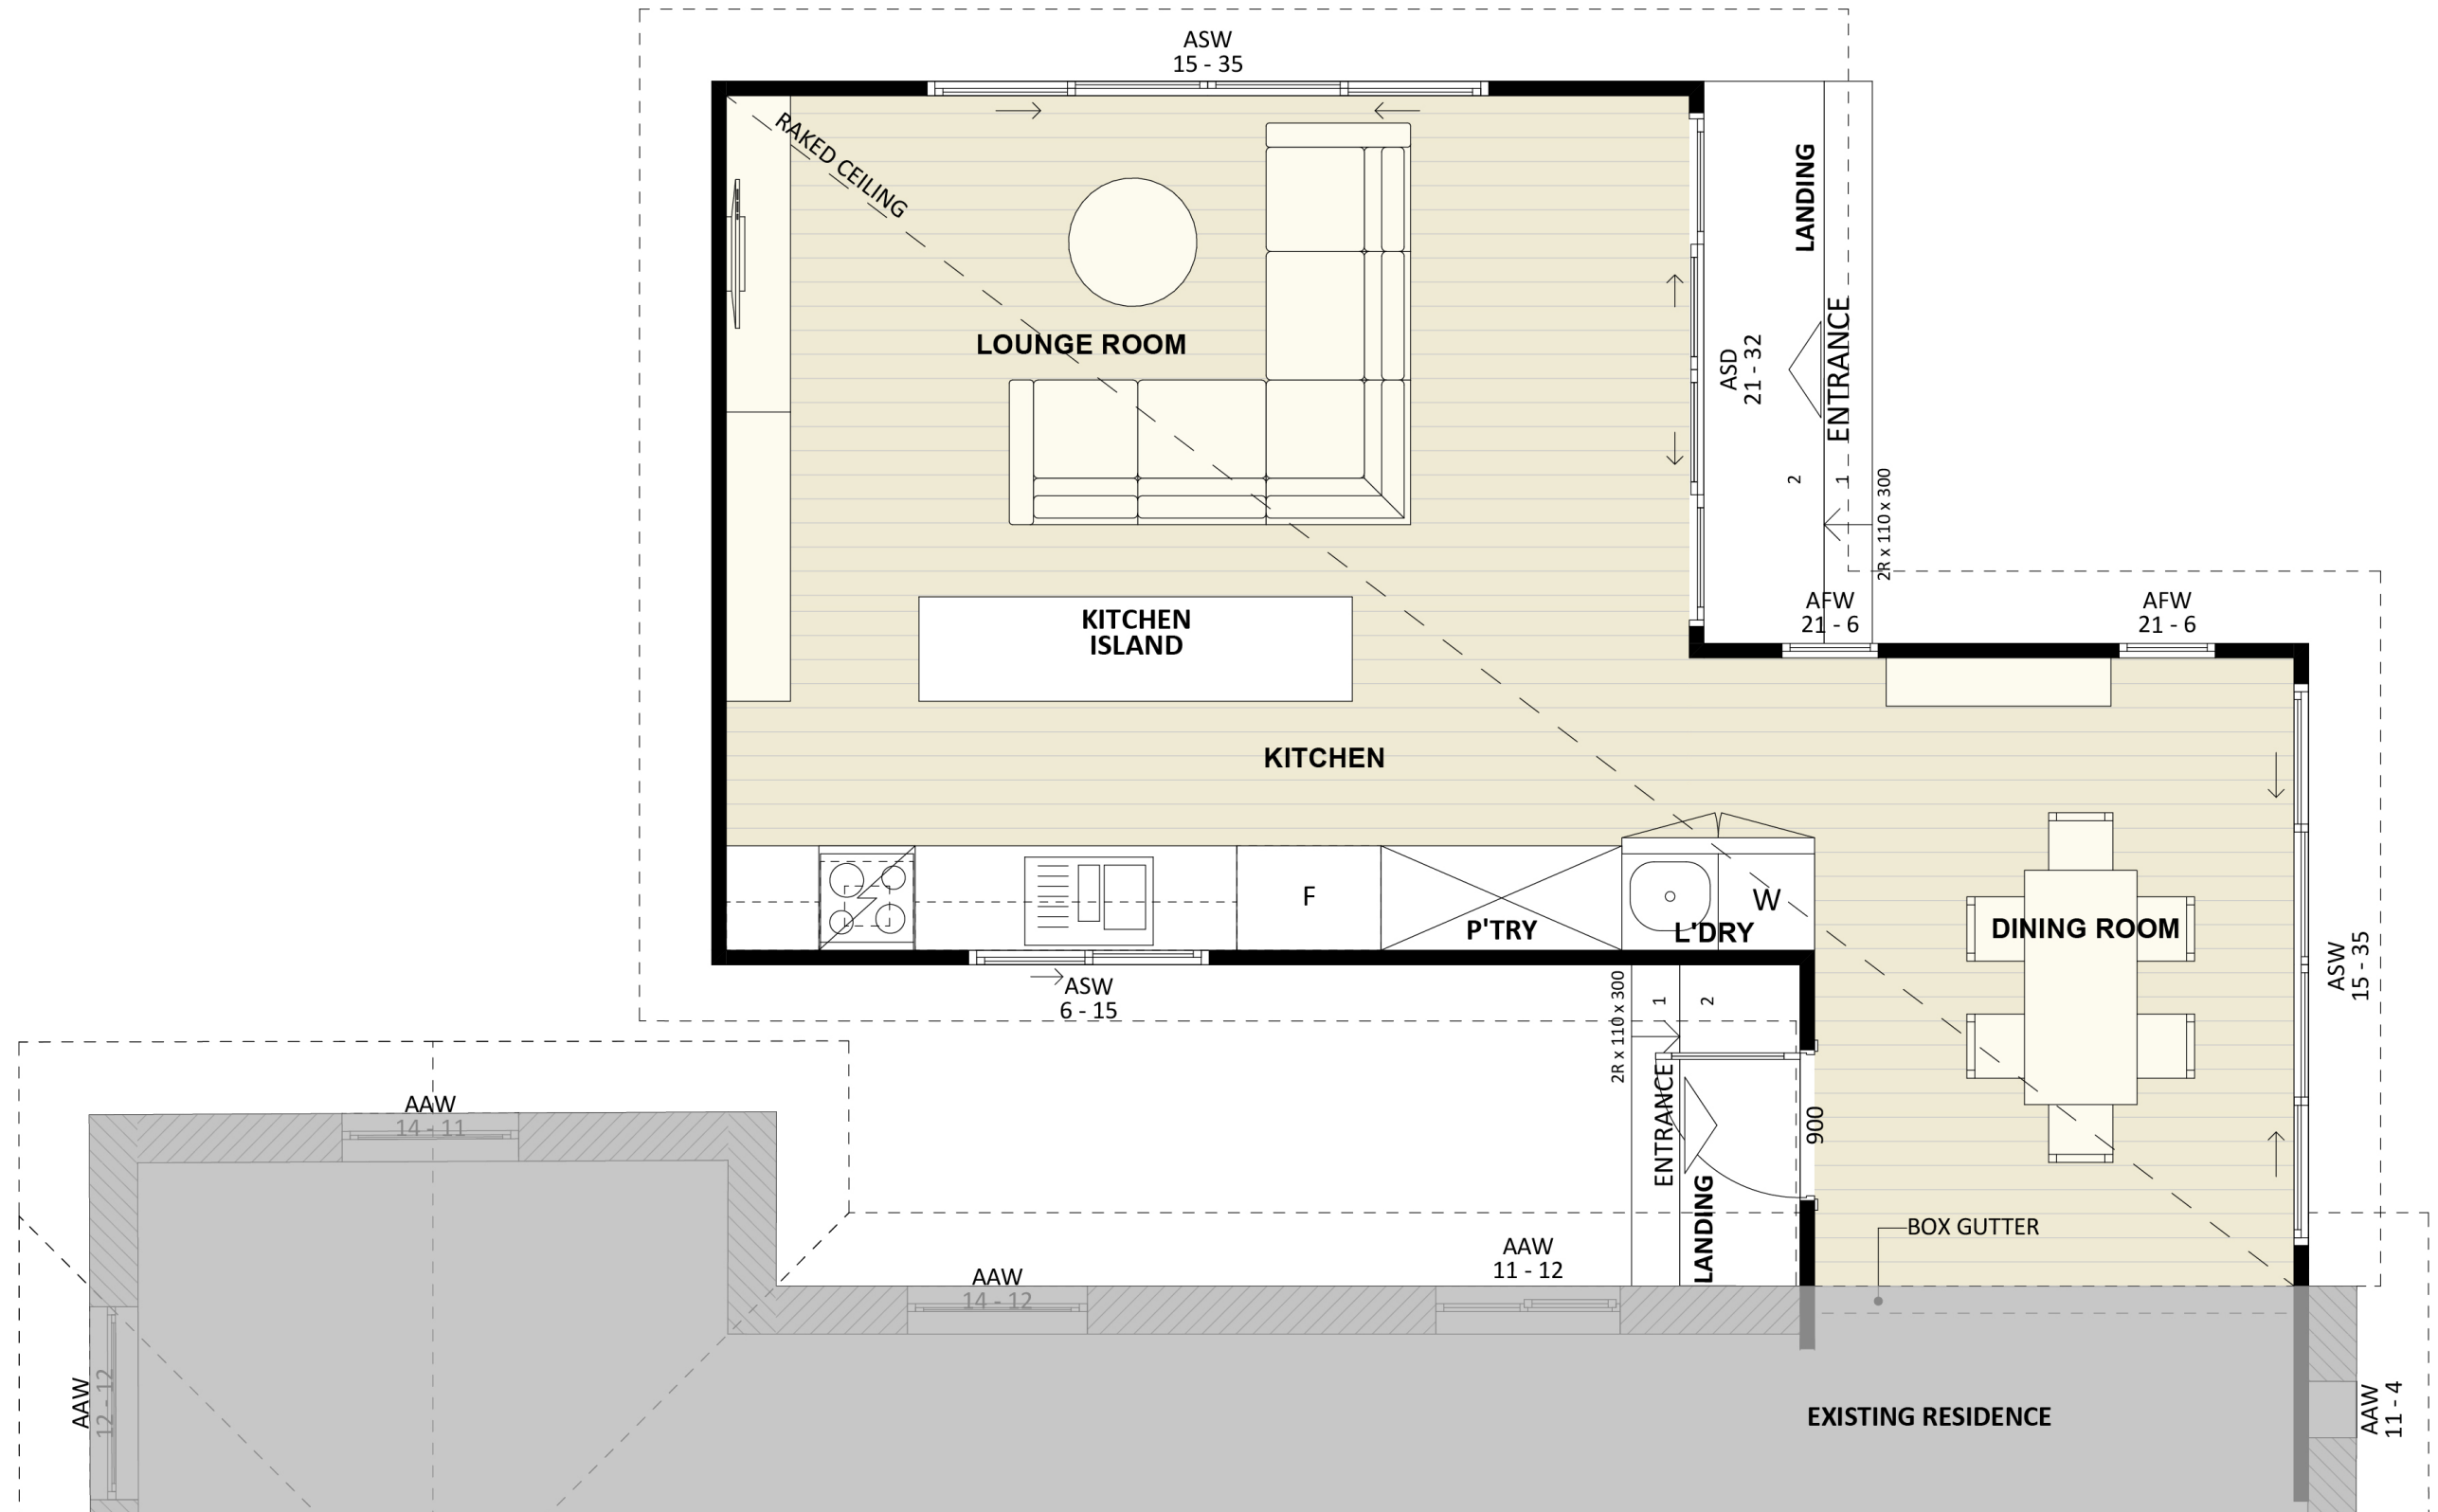 ASW
15 - 35
RAKED CEILING
LANDING
ENTRANCE
LOUNGE ROOM
ASD
21 - 32
2
1
2R x 110 x 300
AFW
21 - 6
AFW
21 - 6
KITCHEN
ISLAND
KITCHEN
F
P'TRY
W
L'DRY
DINING ROOM
ASW
15 - 35
ASW
6 - 15
2R x 110 x 300
1
2
ENTRANCE
900
LANDING
BOX GUTTER
AAW
14 - 11
AAW
14 - 12
AAW
11 - 12
AAW
12 - 12
EXISTING RESIDENCE
AAW
11 - 4